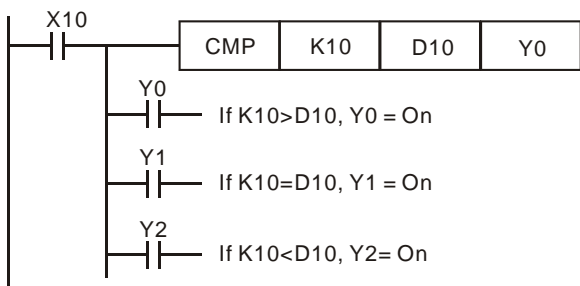 X10
CMP K10 D10 Y0
Y0
If K10>D10, Y0 = On
Y1
If K10=D10, Y1 = On
Y2
If K10<D10, Y2= On